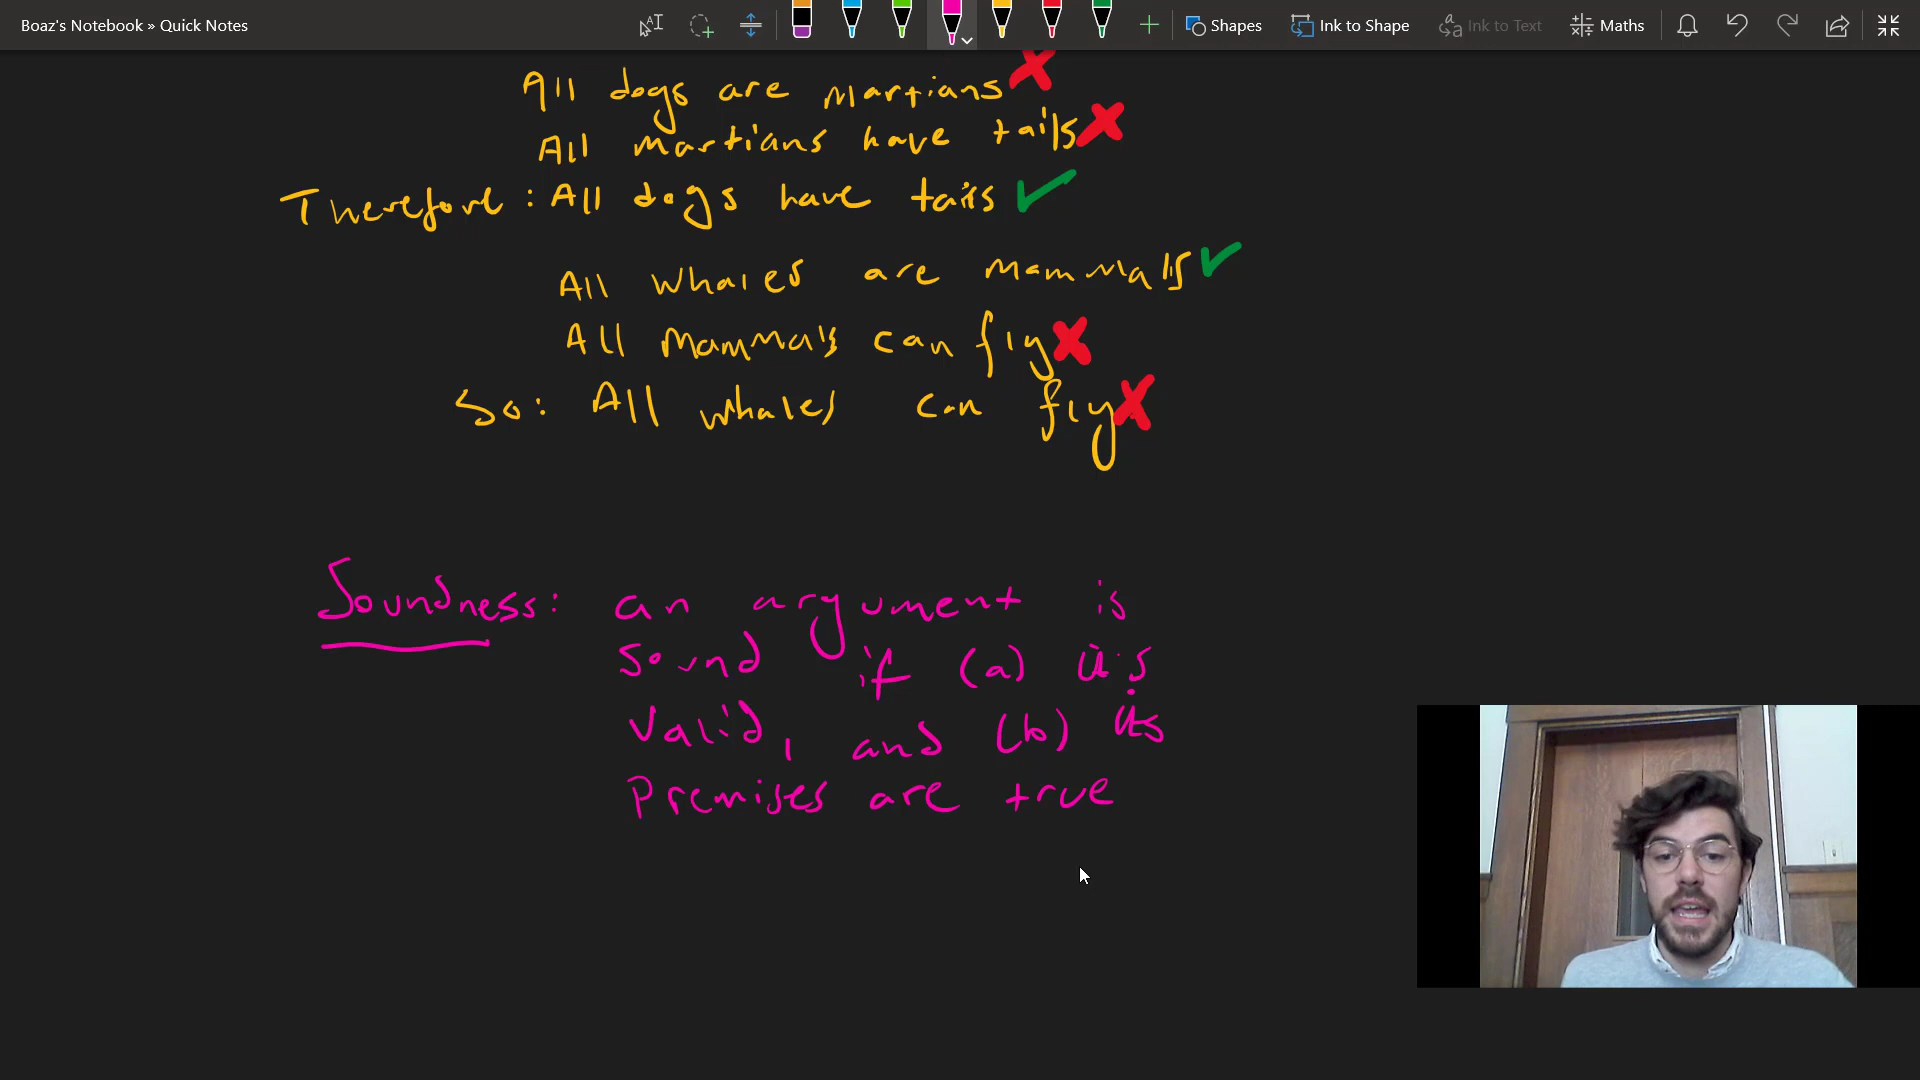 Boaz's Notebook » Quick Notes
Shapes
Ink to Shape
Ink to Text
Maths
All dogs are Martians
All Martians have tails
Therefore: All dogs have tails
All whales are mammals
All mammals can fly
So: All whales can fly
Soundness: an argument is
sound if (a) it is
valid, and (b) its
premises are true